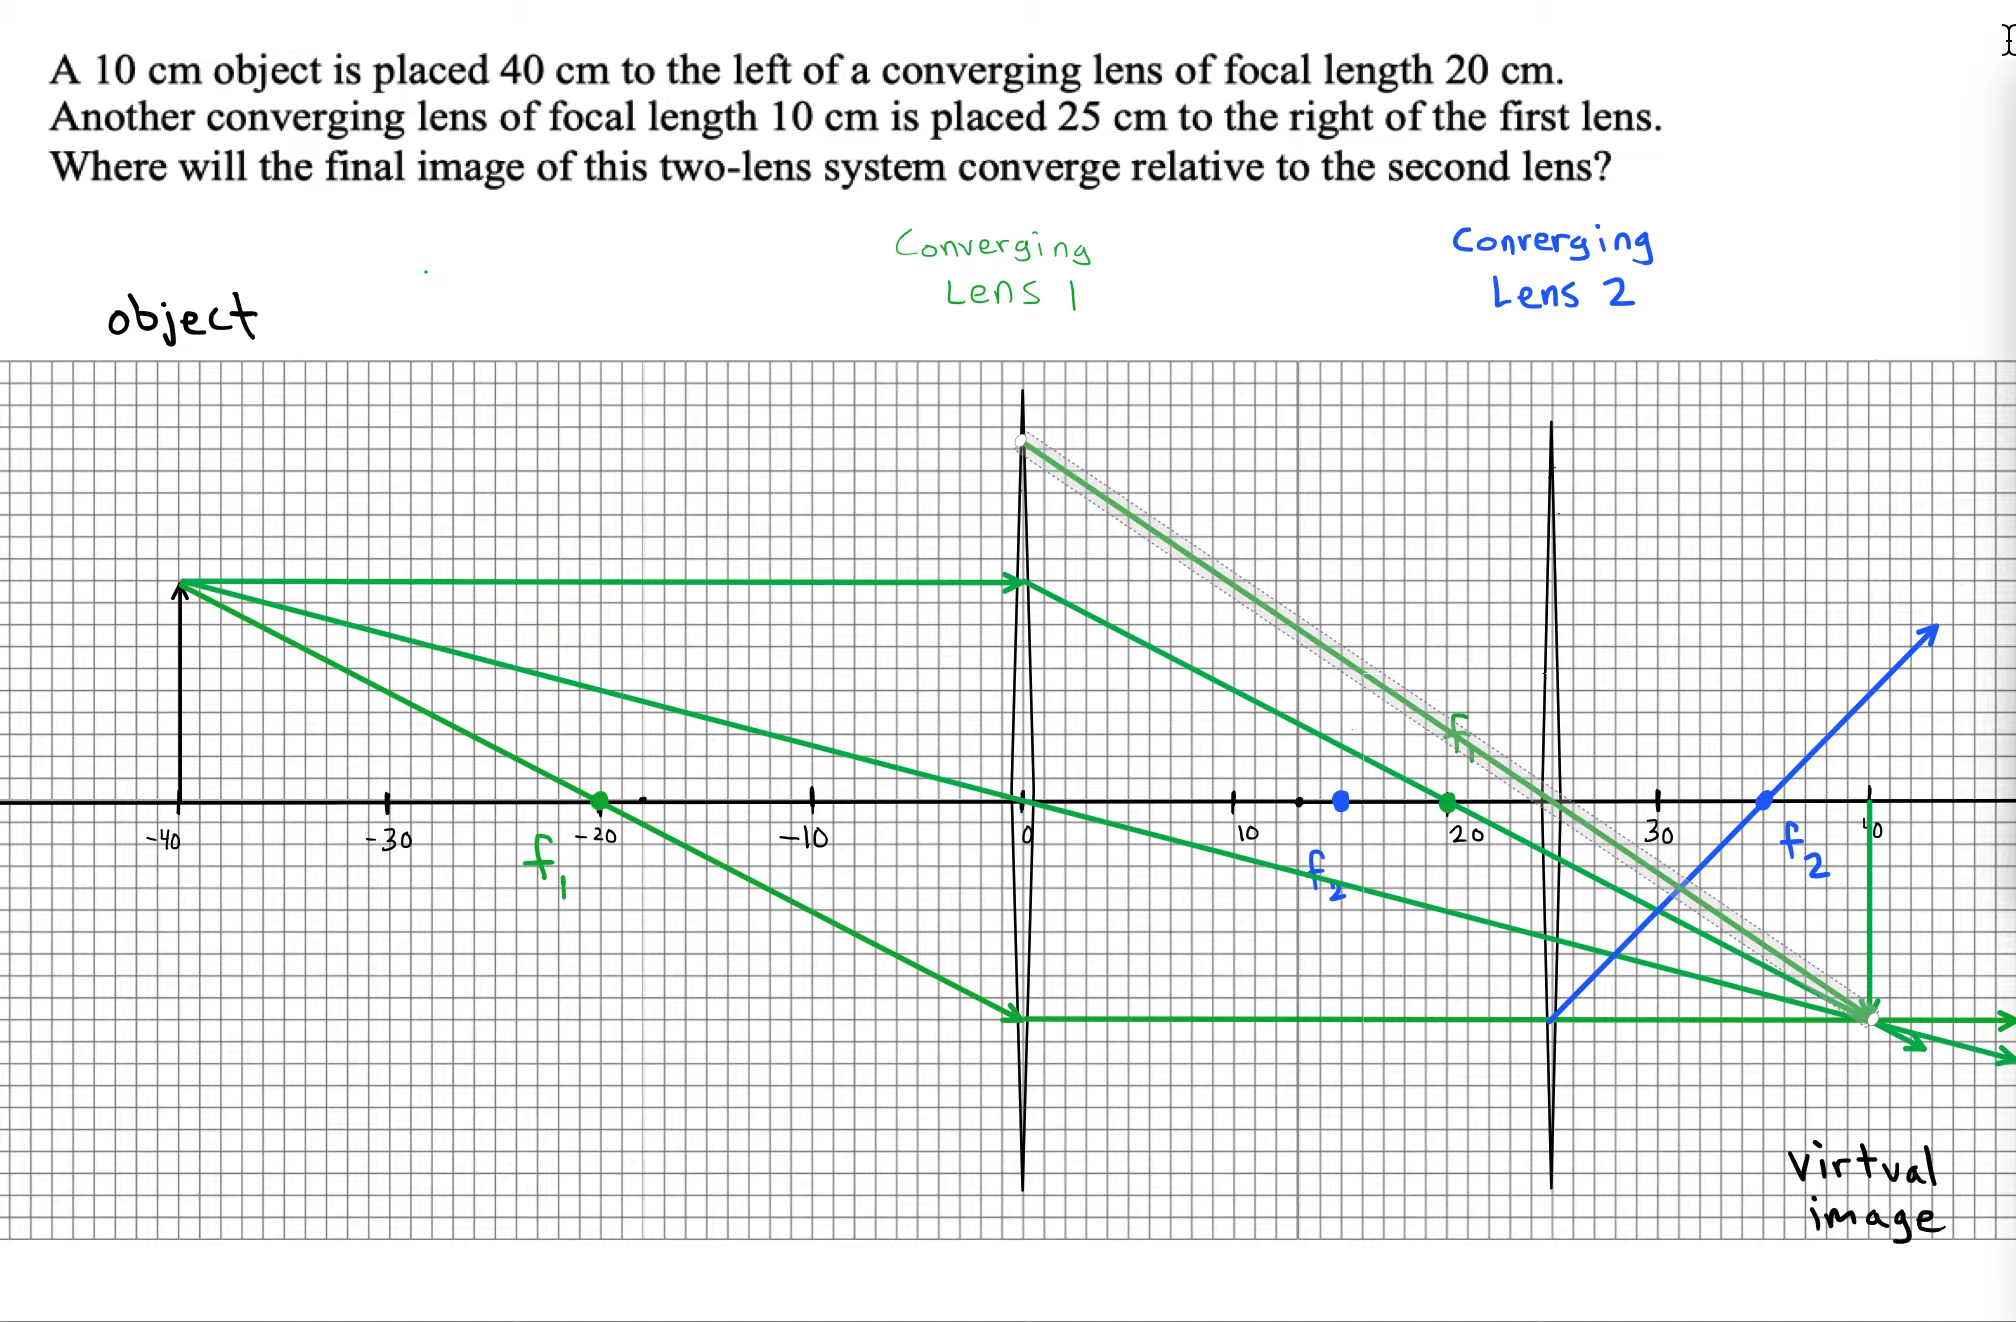 A 10 cm object is placed 40 cm to the left of a converging lens of focal length 20 cm.
Another converging lens of focal length 10 cm is placed 25 cm to the right of the first lens.
Where will the final image of this two-lens system converge relative to the second lens?
Converging
Lens 1
Converging
Lens 2
object
f1
-40 -30 -20 -10 0 10 20 30 40
f1 f2 f2
virtual
image